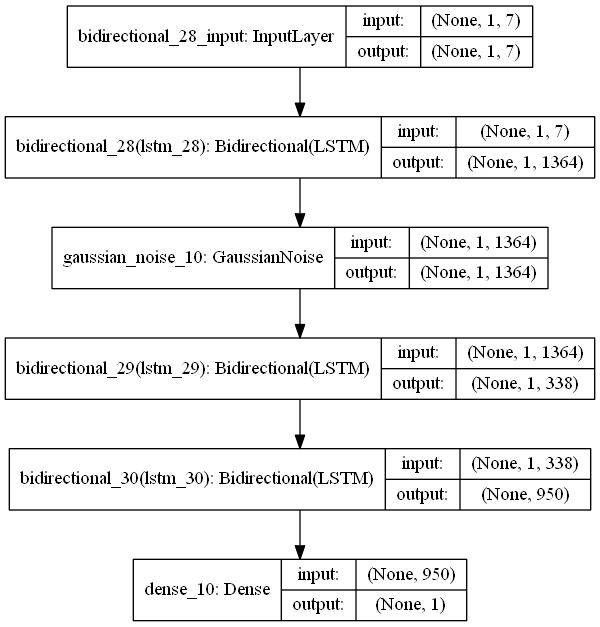 bidirectional_28_input: InputLayer
input: (None, 1, 7)
output: (None, 1, 7)
bidirectional_28(lstm_28): Bidirectional(LSTM)
input: (None, 1, 7)
output: (None, 1, 1364)
gaussian_noise_10: GaussianNoise
input: (None, 1, 1364)
output: (None, 1, 1364)
bidirectional_29(lstm_29): Bidirectional(LSTM)
input: (None, 1, 1364)
output: (None, 1, 338)
bidirectional_30(lstm_30): Bidirectional(LSTM)
input: (None, 1, 338)
output: (None, 950)
dense_10: Dense
input: (None, 950)
output: (None, 1)